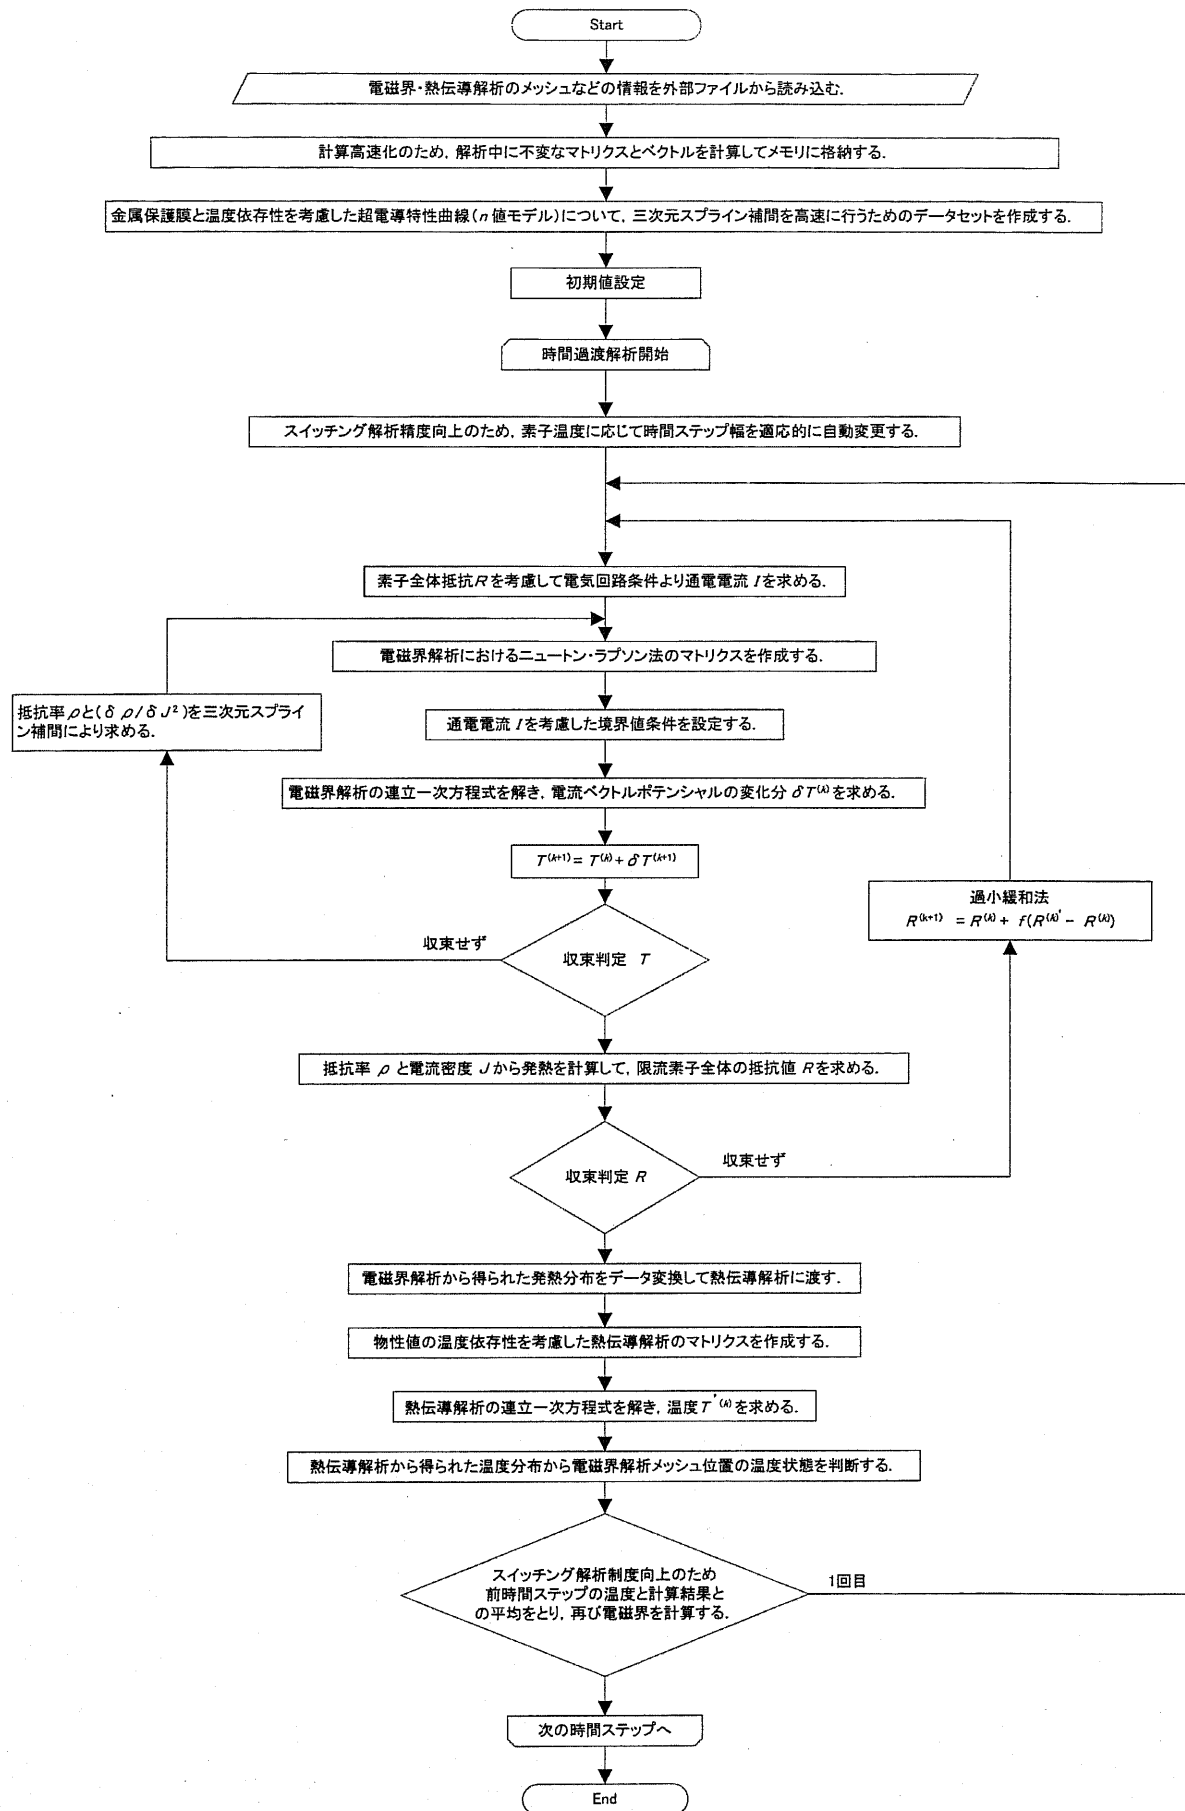 Start
電磁界・熱伝導解析のメッシュなどの情報を外部ファイルから読み込む.
計算高速化のため, 解析中に不変なマトリクスとベクトルを計算してメモリに格納する.
金属保護膜と温度依存性を考慮した超電導特性曲線(n値モデル)について, 三次元スプライン補間を高速に行うためのデータセットを作成する.
初期値設定
時間過渡解析開始
スイッチング解析精度向上のため, 素子温度に応じて時間ステップ幅を適応的に自動変更する.
素子全体抵抗Rを考慮して電気回路条件より通電電流 I を求める.
電磁界解析におけるニュートン・ラプソン法のマトリクスを作成する.
抵抗率ρと(δρ/δJ²)を三次元スプライ
ン補間により求める.
通電電流 I を考慮した境界値条件を設定する.
電磁界解析の連立一次方程式を解き, 電流ベクトルポテンシャルの変化分 δT⁽ᵏ⁾ を求める.
T⁽ᵏ⁺¹⁾ = T⁽ᵏ⁾ + δT⁽ᵏ⁺¹⁾
過小緩和法
R⁽ᵏ⁺¹⁾ = R⁽ᵏ⁾ + f(R⁽ᵏ⁾' - R⁽ᵏ⁾)
収束せず
収束判定 T
抵抗率 ρ と電流密度 J から発熱を計算して, 限流素子全体の抵抗値 R を求める.
収束せず
収束判定 R
電磁界解析から得られた発熱分布をデータ変換して熱伝導解析に渡す.
物性値の温度依存性を考慮した熱伝導解析のマトリクスを作成する.
熱伝導解析の連立一次方程式を解き, 温度T'⁽ᵏ⁾を求める.
熱伝導解析から得られた温度分布から電磁界解析メッシュ位置の温度状態を判断する.
スイッチング解析制度向上のため
前時間ステップの温度と計算結果と
の平均をとり, 再び電磁界を計算する.
1回目
次の時間ステップへ
End